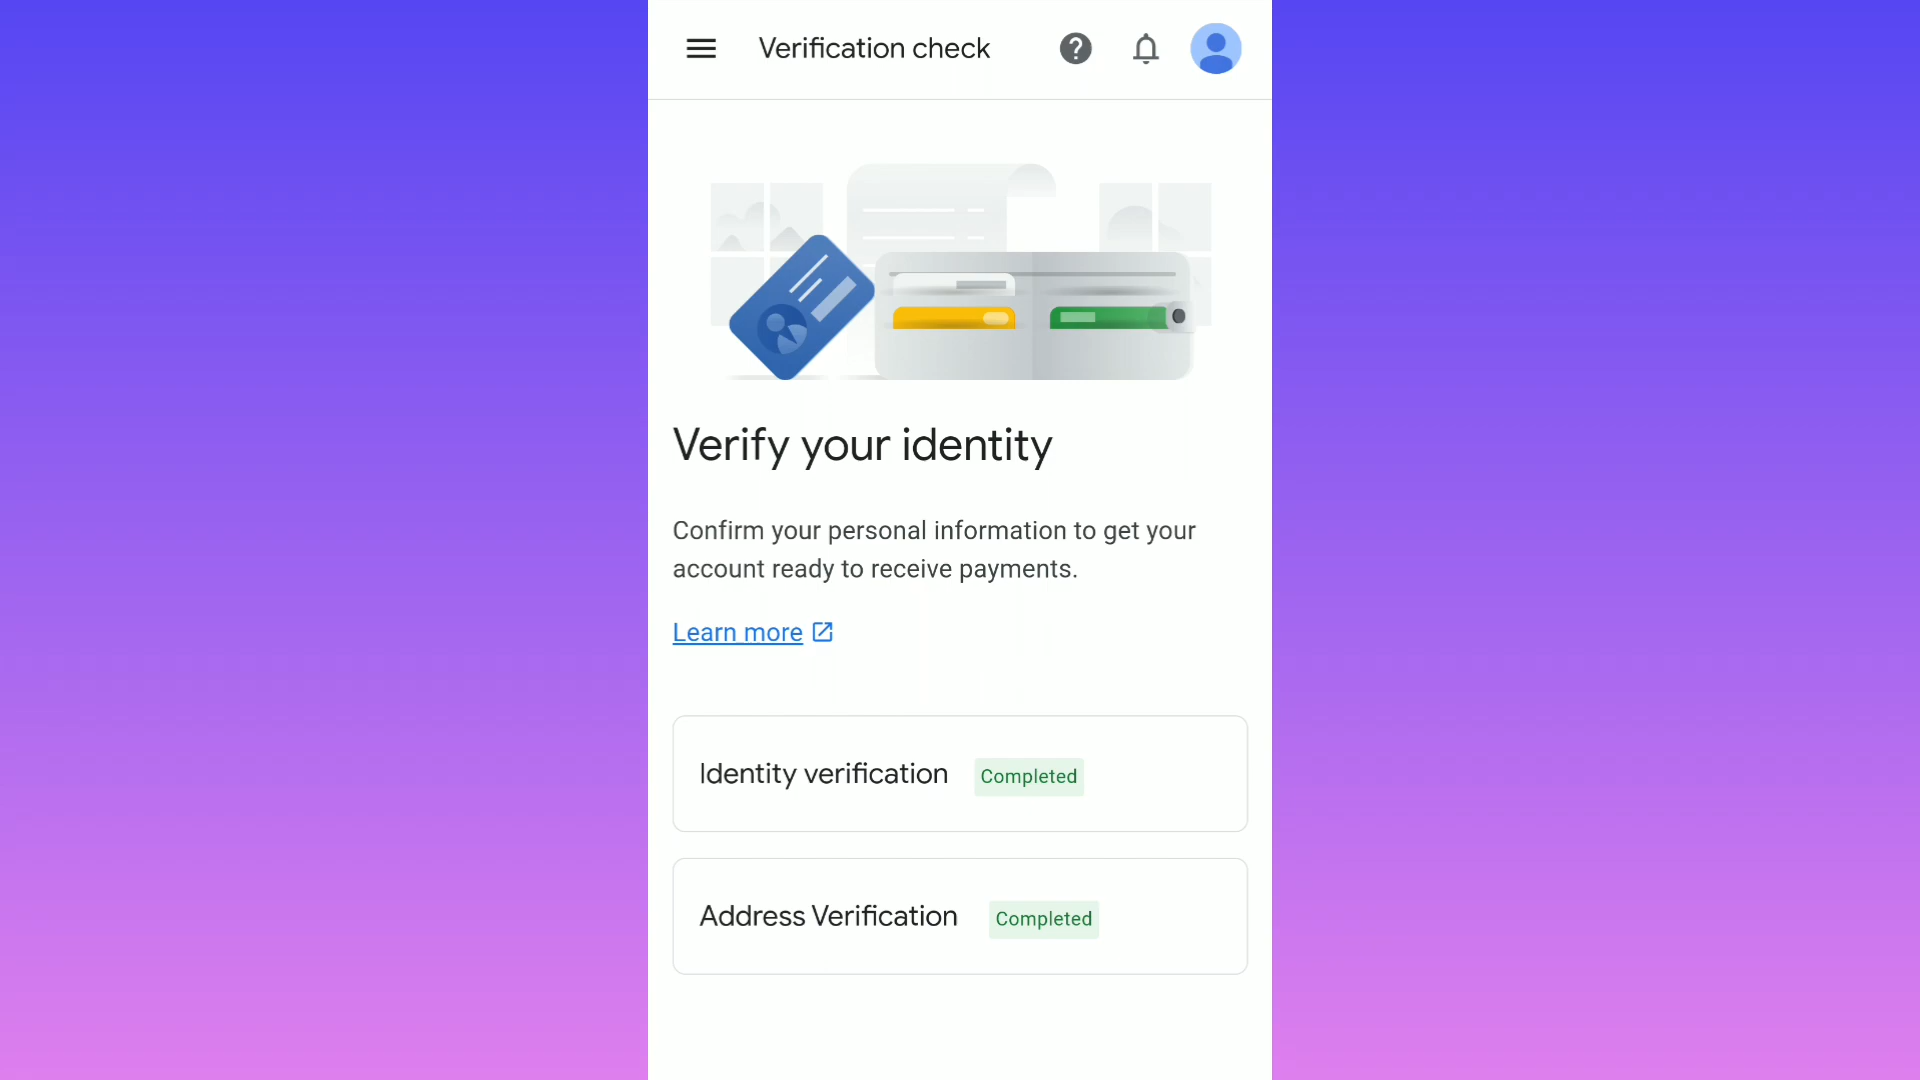 Verification check
Verify your identity
Confirm your personal information to get your
account ready to receive payments.
Learn more
Identity verification Completed
Address Verification Completed